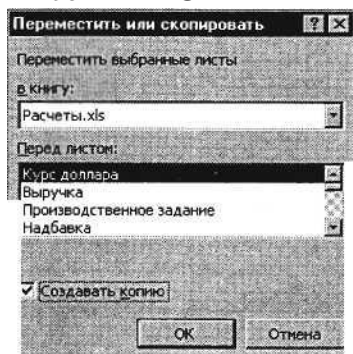 Переместить или скопировать ? ×
Переместить выбранные листы
в книгу:
Расчеты.xls
Перед листом:
Курс доллара
Выручка
Производственное задание
Надбавка
Создавать копию
ОК Отмена